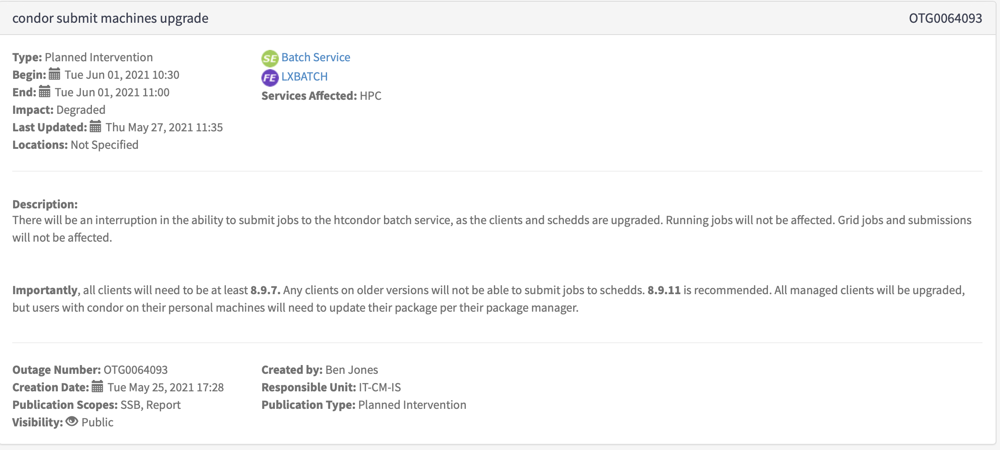 condor submit machines upgrade OTG0064093
Type: Planned Intervention
Begin: Tue Jun 01, 2021 10:30
End: Tue Jun 01, 2021 11:00
Impact: Degraded
Last Updated: Thu May 27, 2021 11:35
Locations: Not Specified
SE Batch Service
FE LXBATCH
Services Affected: HPC
Description:
There will be an interruption in the ability to submit jobs to the htcondor batch service, as the clients and schedds are upgraded. Running jobs will not be affected. Grid jobs and submissions
will not be affected.
Importantly, all clients will need to be at least 8.9.7. Any clients on older versions will not be able to submit jobs to schedds. 8.9.11 is recommended. All managed clients will be upgraded,
but users with condor on their personal machines will need to update their package per their package manager.
Outage Number: OTG0064093
Creation Date: Tue May 25, 2021 17:28
Publication Scopes: SSB, Report
Visibility: Public
Created by: Ben Jones
Responsible Unit: IT-CM-IS
Publication Type: Planned Intervention